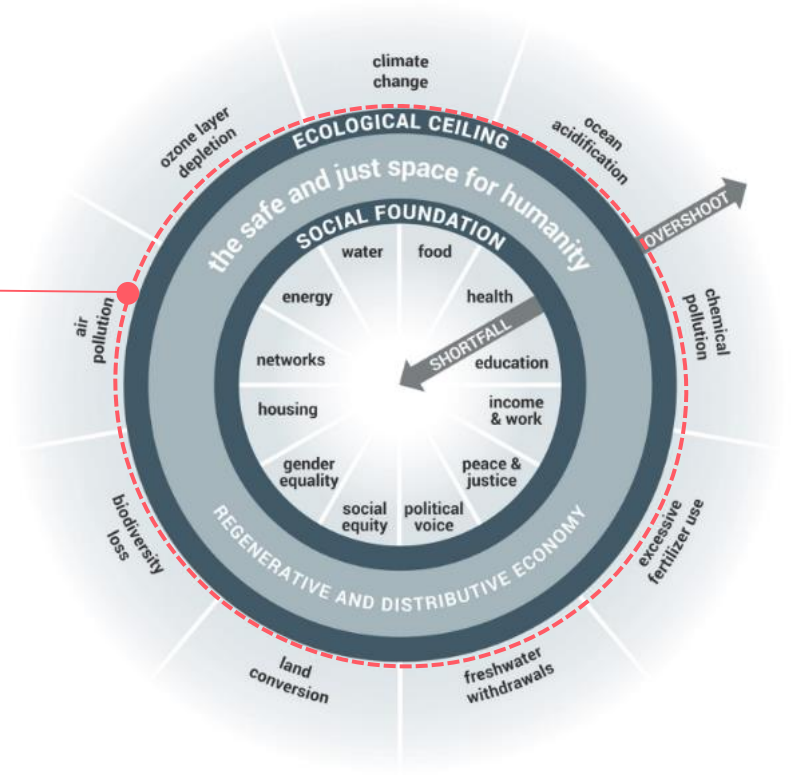 climate
change
ocean
acidification
chemical
pollution
excessive
fertilizer use
freshwater
withdrawals
land
conversion
biodiversity
loss
air
pollution
ozone layer
depletion
OVERSHOOT
ECOLOGICAL CEILING
the safe and just space for humanity
SOCIAL FOUNDATION
water
food
energy
health
SHORTFALL
networks
education
housing
income
& work
gender
equality
peace &
justice
social
equity
political
voice
REGENERATIVE AND DISTRIBUTIVE ECONOMY